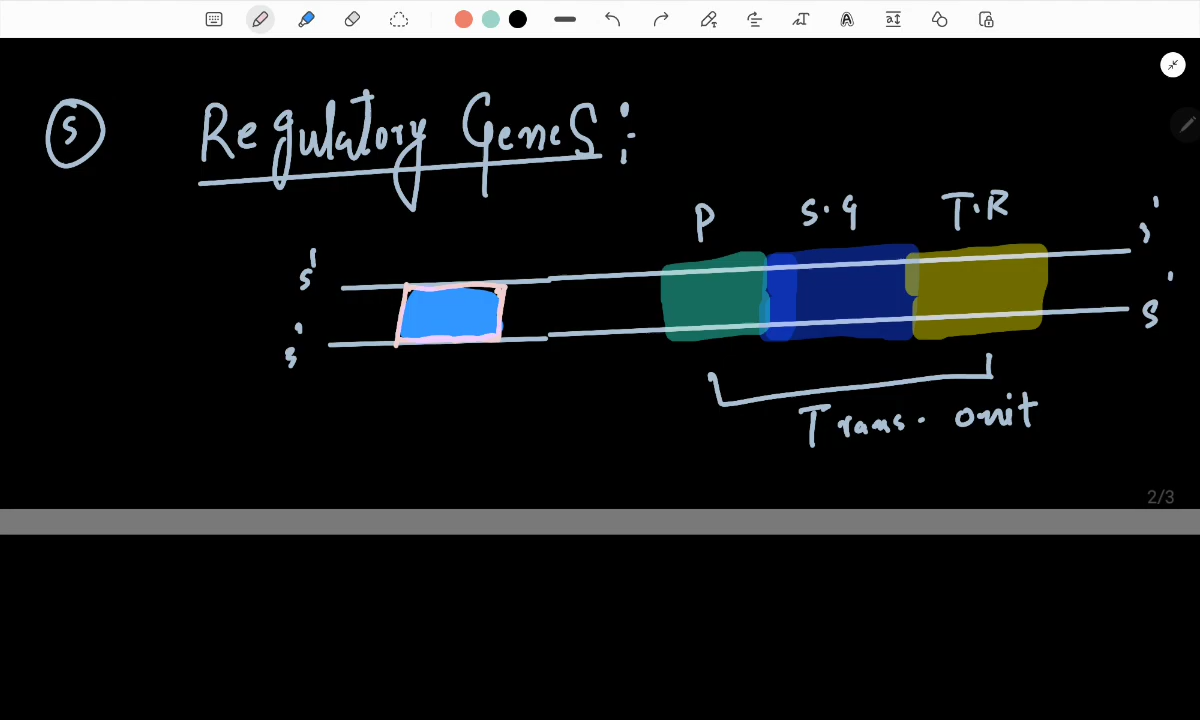 5 Regulatory Genes :
P S.G T.R
5' 3'
3' 5'
Trans. unit
2/3